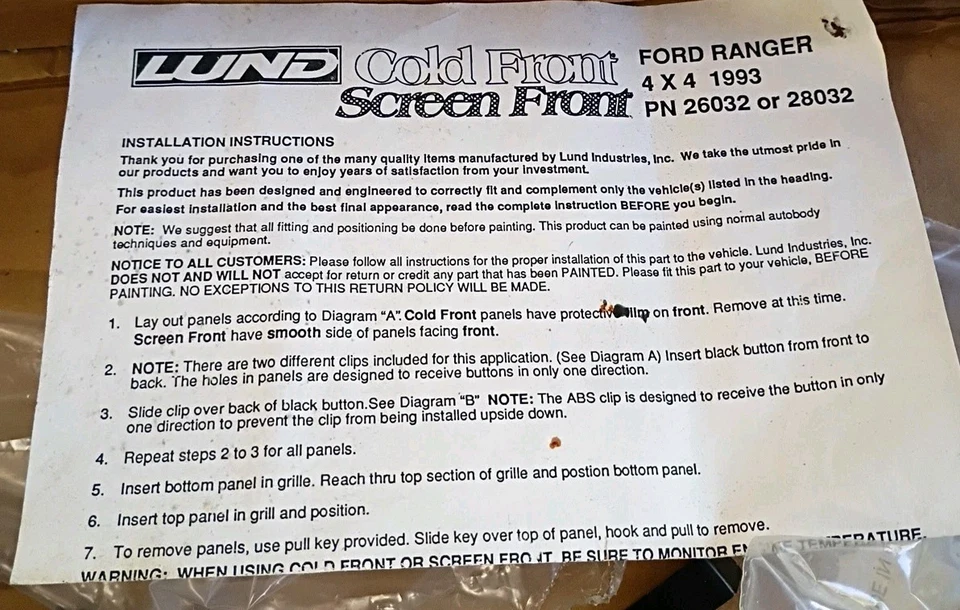 LUND Cold Front FORD RANGER
Screen Front 4 X 4 1993
PN 26032 or 28032
INSTALLATION INSTRUCTIONS
Thank you for purchasing one of the many quality items manufactured by Lund Industries, Inc. We take the utmost pride in
our products and want you to enjoy years of satisfaction from your investment.
This product has been designed and engineered to correctly fit and complement only the vehicle(s) listed in the heading.
For easiest installation and the best final appearance, read the complete instruction BEFORE you begin.
NOTE: We suggest that all fitting and positioning be done before painting. This product can be painted using normal autobody
techniques and equipment.
NOTICE TO ALL CUSTOMERS: Please follow all instructions for the proper installation of this part to the vehicle. Lund Industries, Inc.
DOES NOT AND WILL NOT accept for return or credit any part that has been PAINTED. Please fit this part to your vehicle, BEFORE
PAINTING. NO EXCEPTIONS TO THIS RETURN POLICY WILL BE MADE.
1. Lay out panels according to Diagram "A". Cold Front panels have protective film on front. Remove at this time.
Screen Front have smooth side of panels facing front.
2. NOTE: There are two different clips included for this application. (See Diagram A) Insert black button from front to
back. The holes in panels are designed to receive buttons in only one direction.
3. Slide clip over back of black button.See Diagram "B" NOTE: The ABS clip is designed to receive the button in only
one direction to prevent the clip from being installed upside down.
4. Repeat steps 2 to 3 for all panels.
5. Insert bottom panel in grille. Reach thru top section of grille and postion bottom panel.
6. Insert top panel in grill and position.
7. To remove panels, use pull key provided. Slide key over top of panel, hook and pull to remove.
WARNING: WHEN USING COLD FRONT OR SCREEN FRONT, BE SURE TO MONITOR TEMPERATURE.